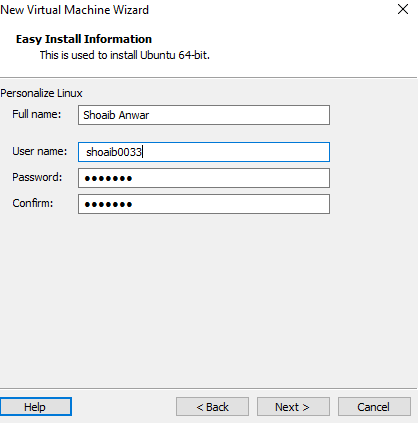 New Virtual Machine Wizard
Easy Install Information
This is used to install Ubuntu 64-bit.
Personalize Linux
Full name: Shoaib Anwar
User name: shoaib0033
Password: •••••••
Confirm: •••••••
Help < Back Next > Cancel